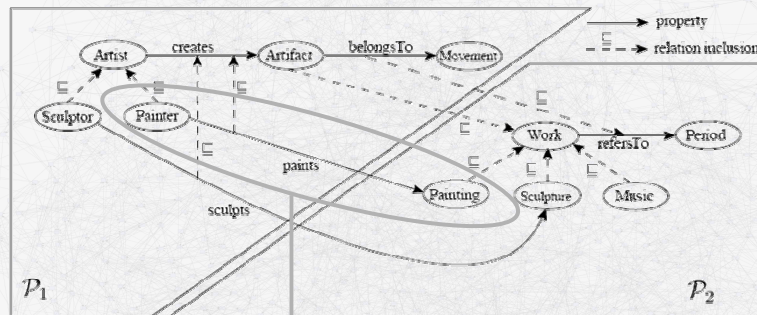 property
⊑
relation inclusion
Artist
creates
Artifact
belongsTo
Movement
⊑
⊑
⊑
⊑
Sculptor
Painter
⊑
Work
refersTo
Period
⊑
paints
⊑
⊑
⊑
Painting
Sculpture
Music
sculpts
P1
P2